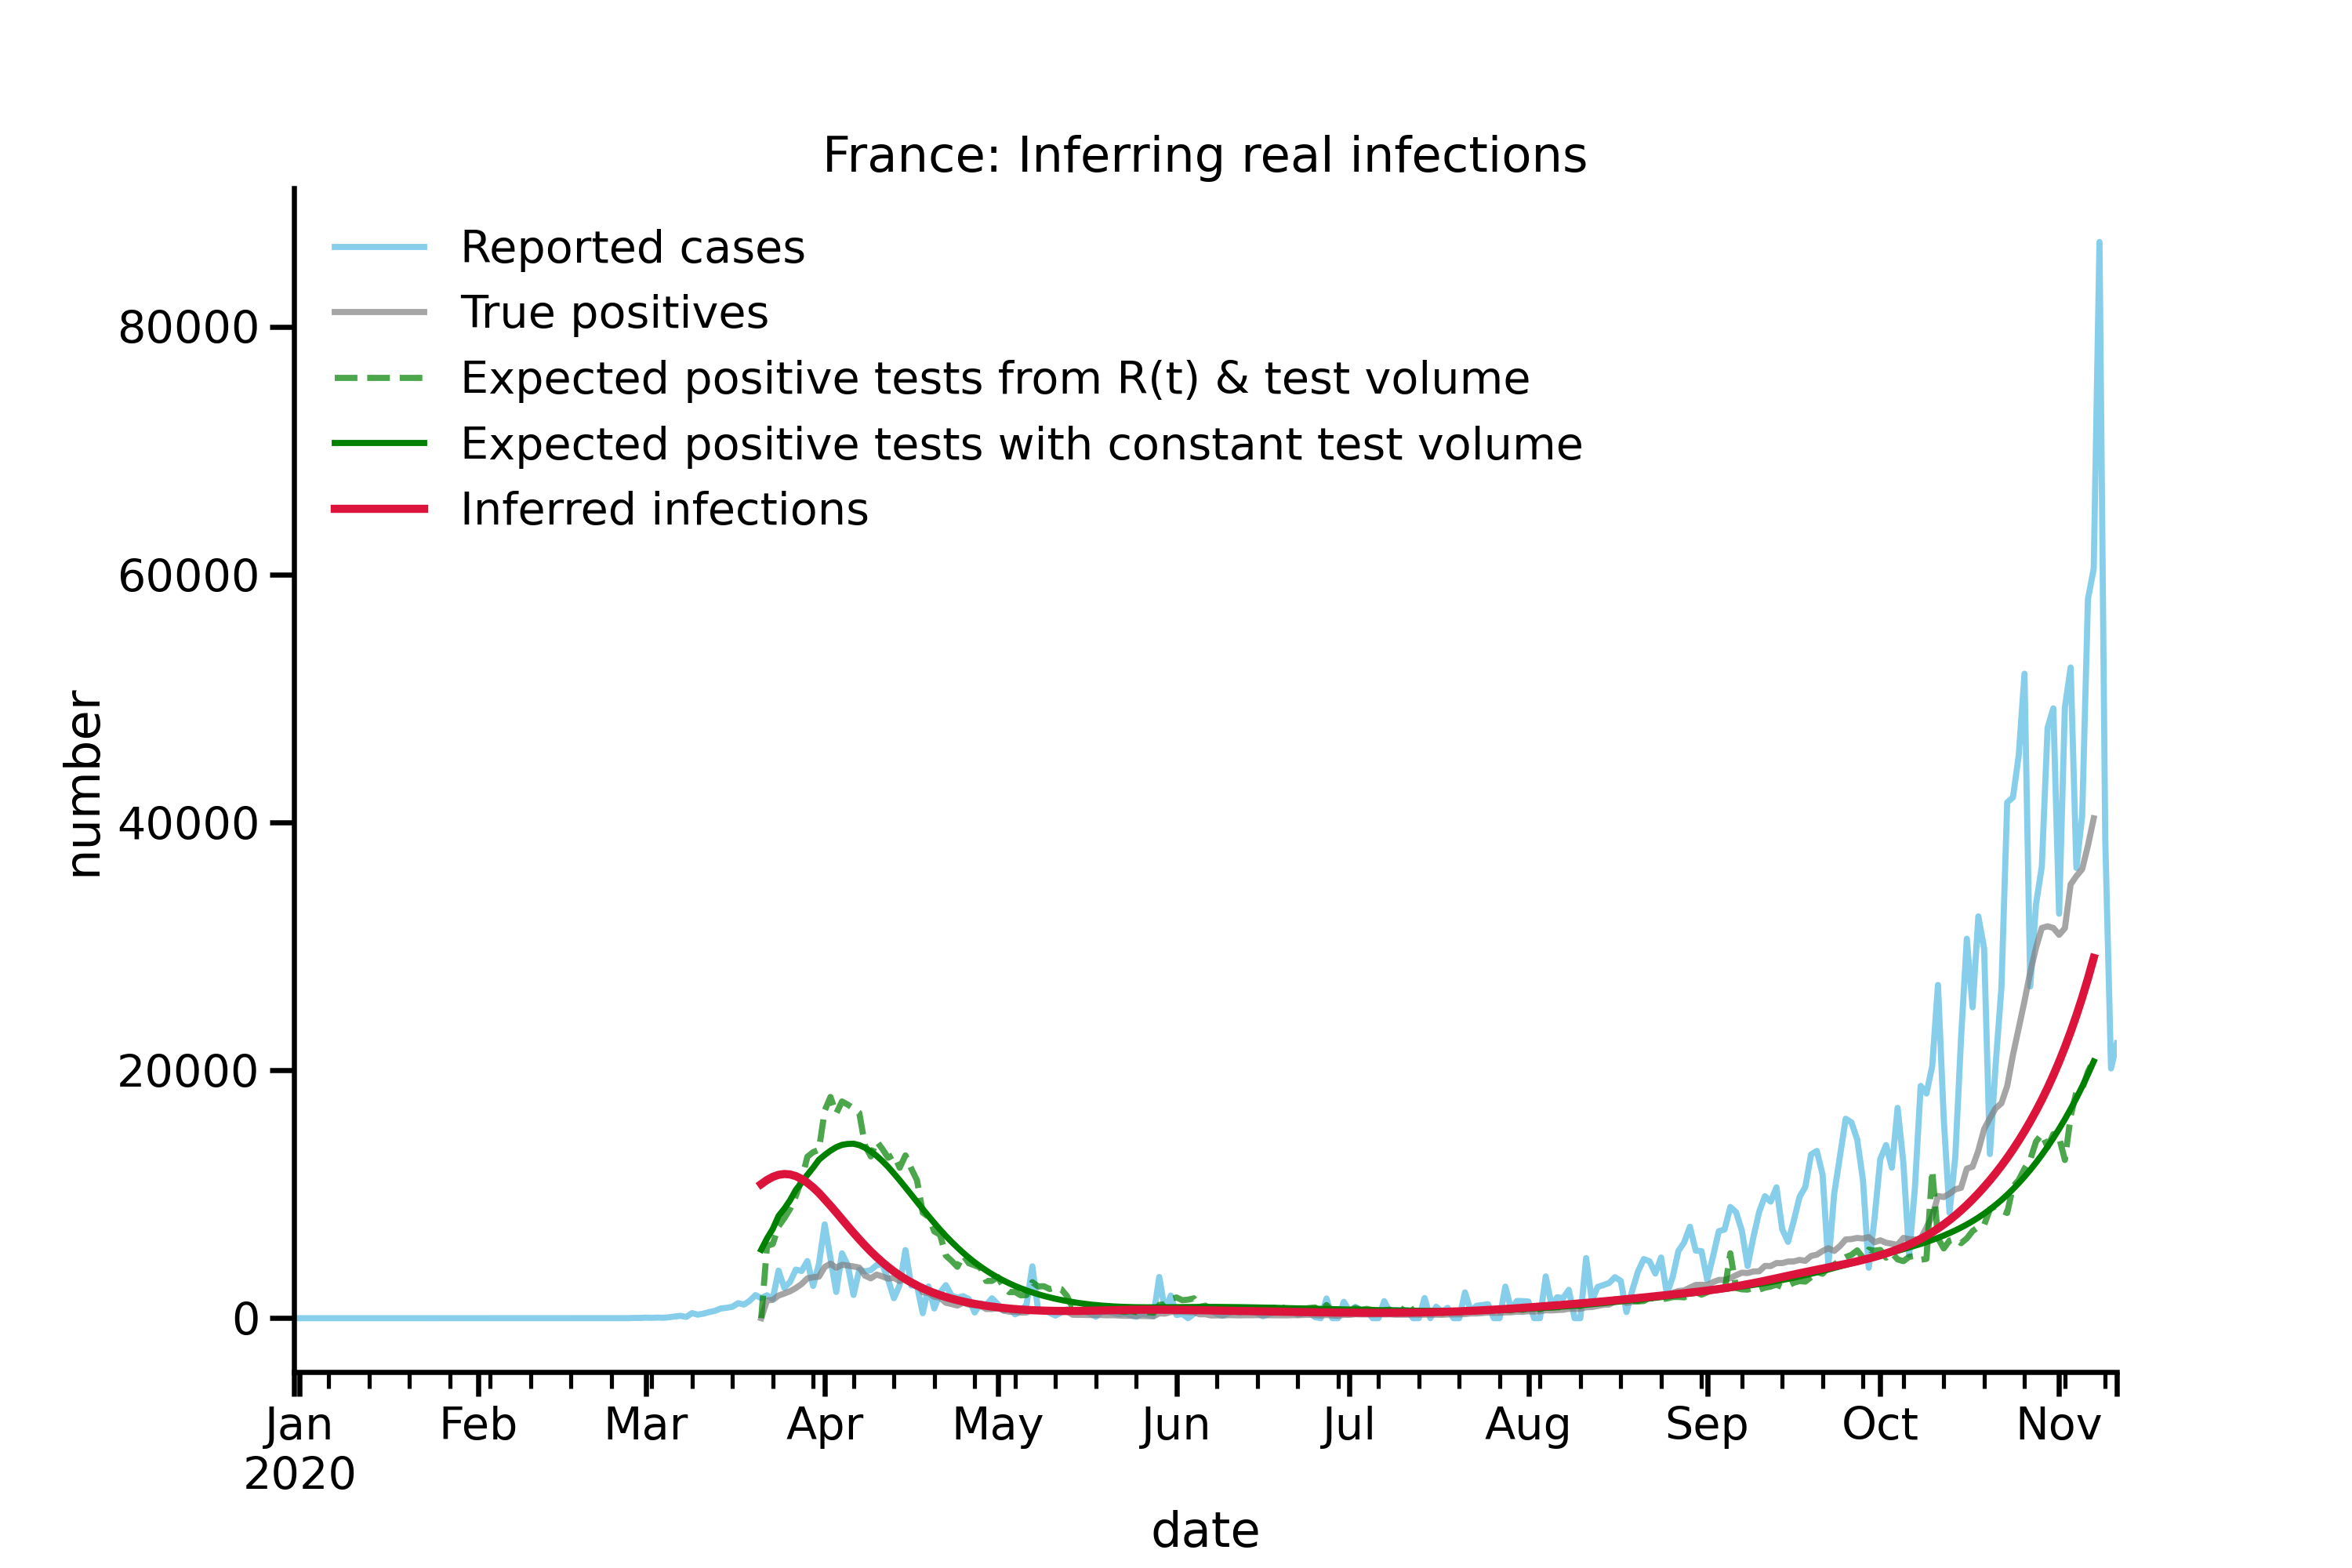 France: Inferring real infections
Reported cases
True positives
Expected positive tests from R(t) & test volume
Expected positive tests with constant test volume
Inferred infections
80000
60000
40000
20000
0
number
Jan Feb Mar Apr May Jun Jul Aug Sep Oct Nov
2020
date